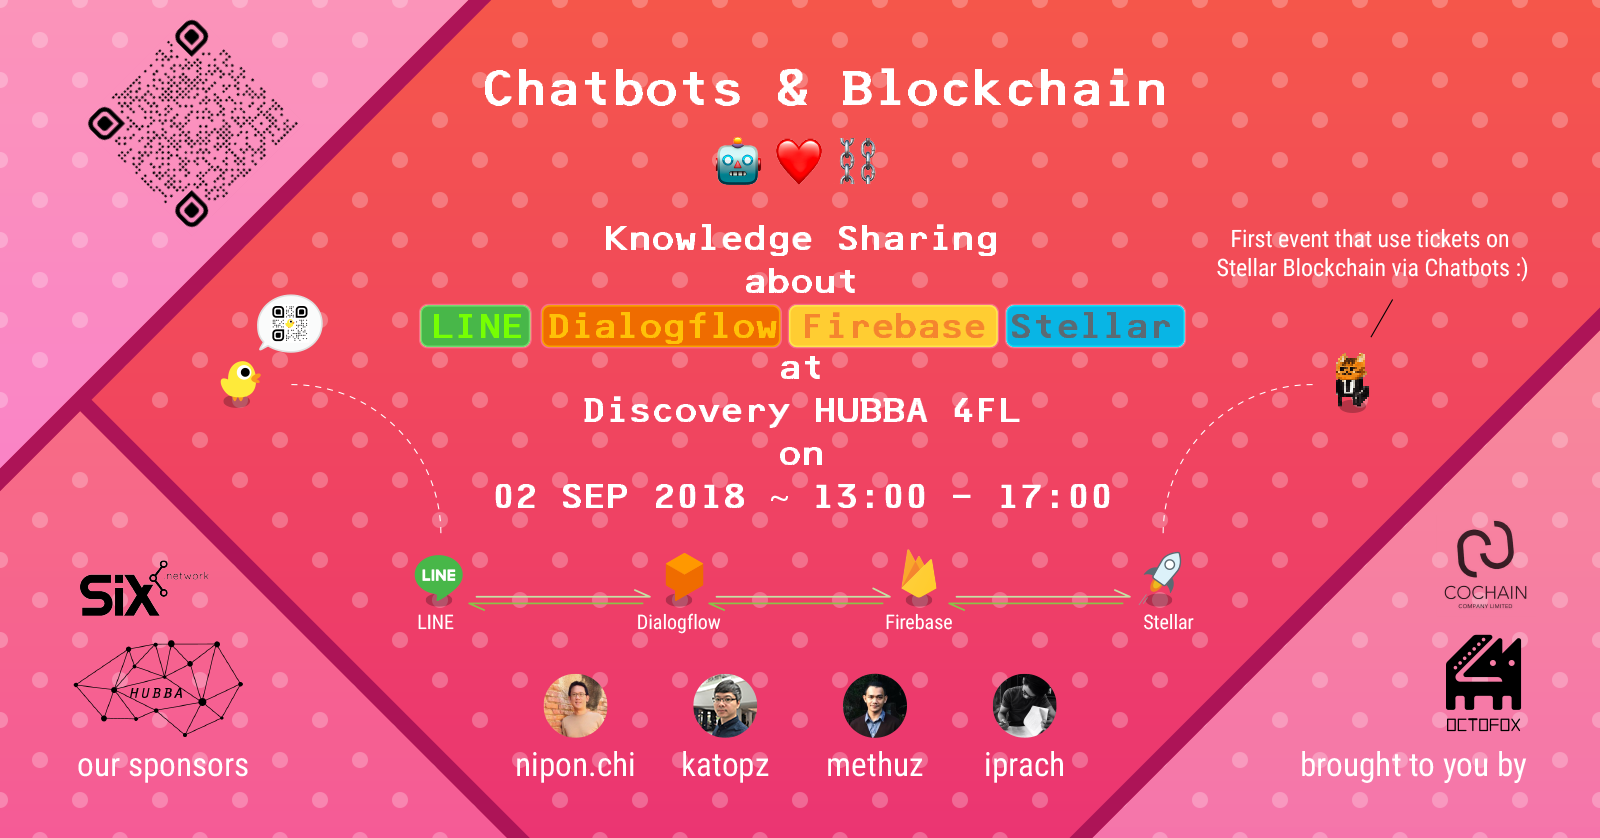 Chatbots & Blockchain
Knowledge Sharing
about
LINE Dialogflow Firebase Stellar
at
Discovery HUBBA 4FL
on
02 SEP 2018 ~ 13:00 - 17:00
First event that use tickets on
Stellar Blockchain via Chatbots :)
LINE
LINE
Dialogflow
Firebase
Stellar
nipon.chi
katopz
methuz
iprach
SiX network
HUBBA
our sponsors
COCHAIN
COMPANY LIMITED
OCTOFOX
brought to you by